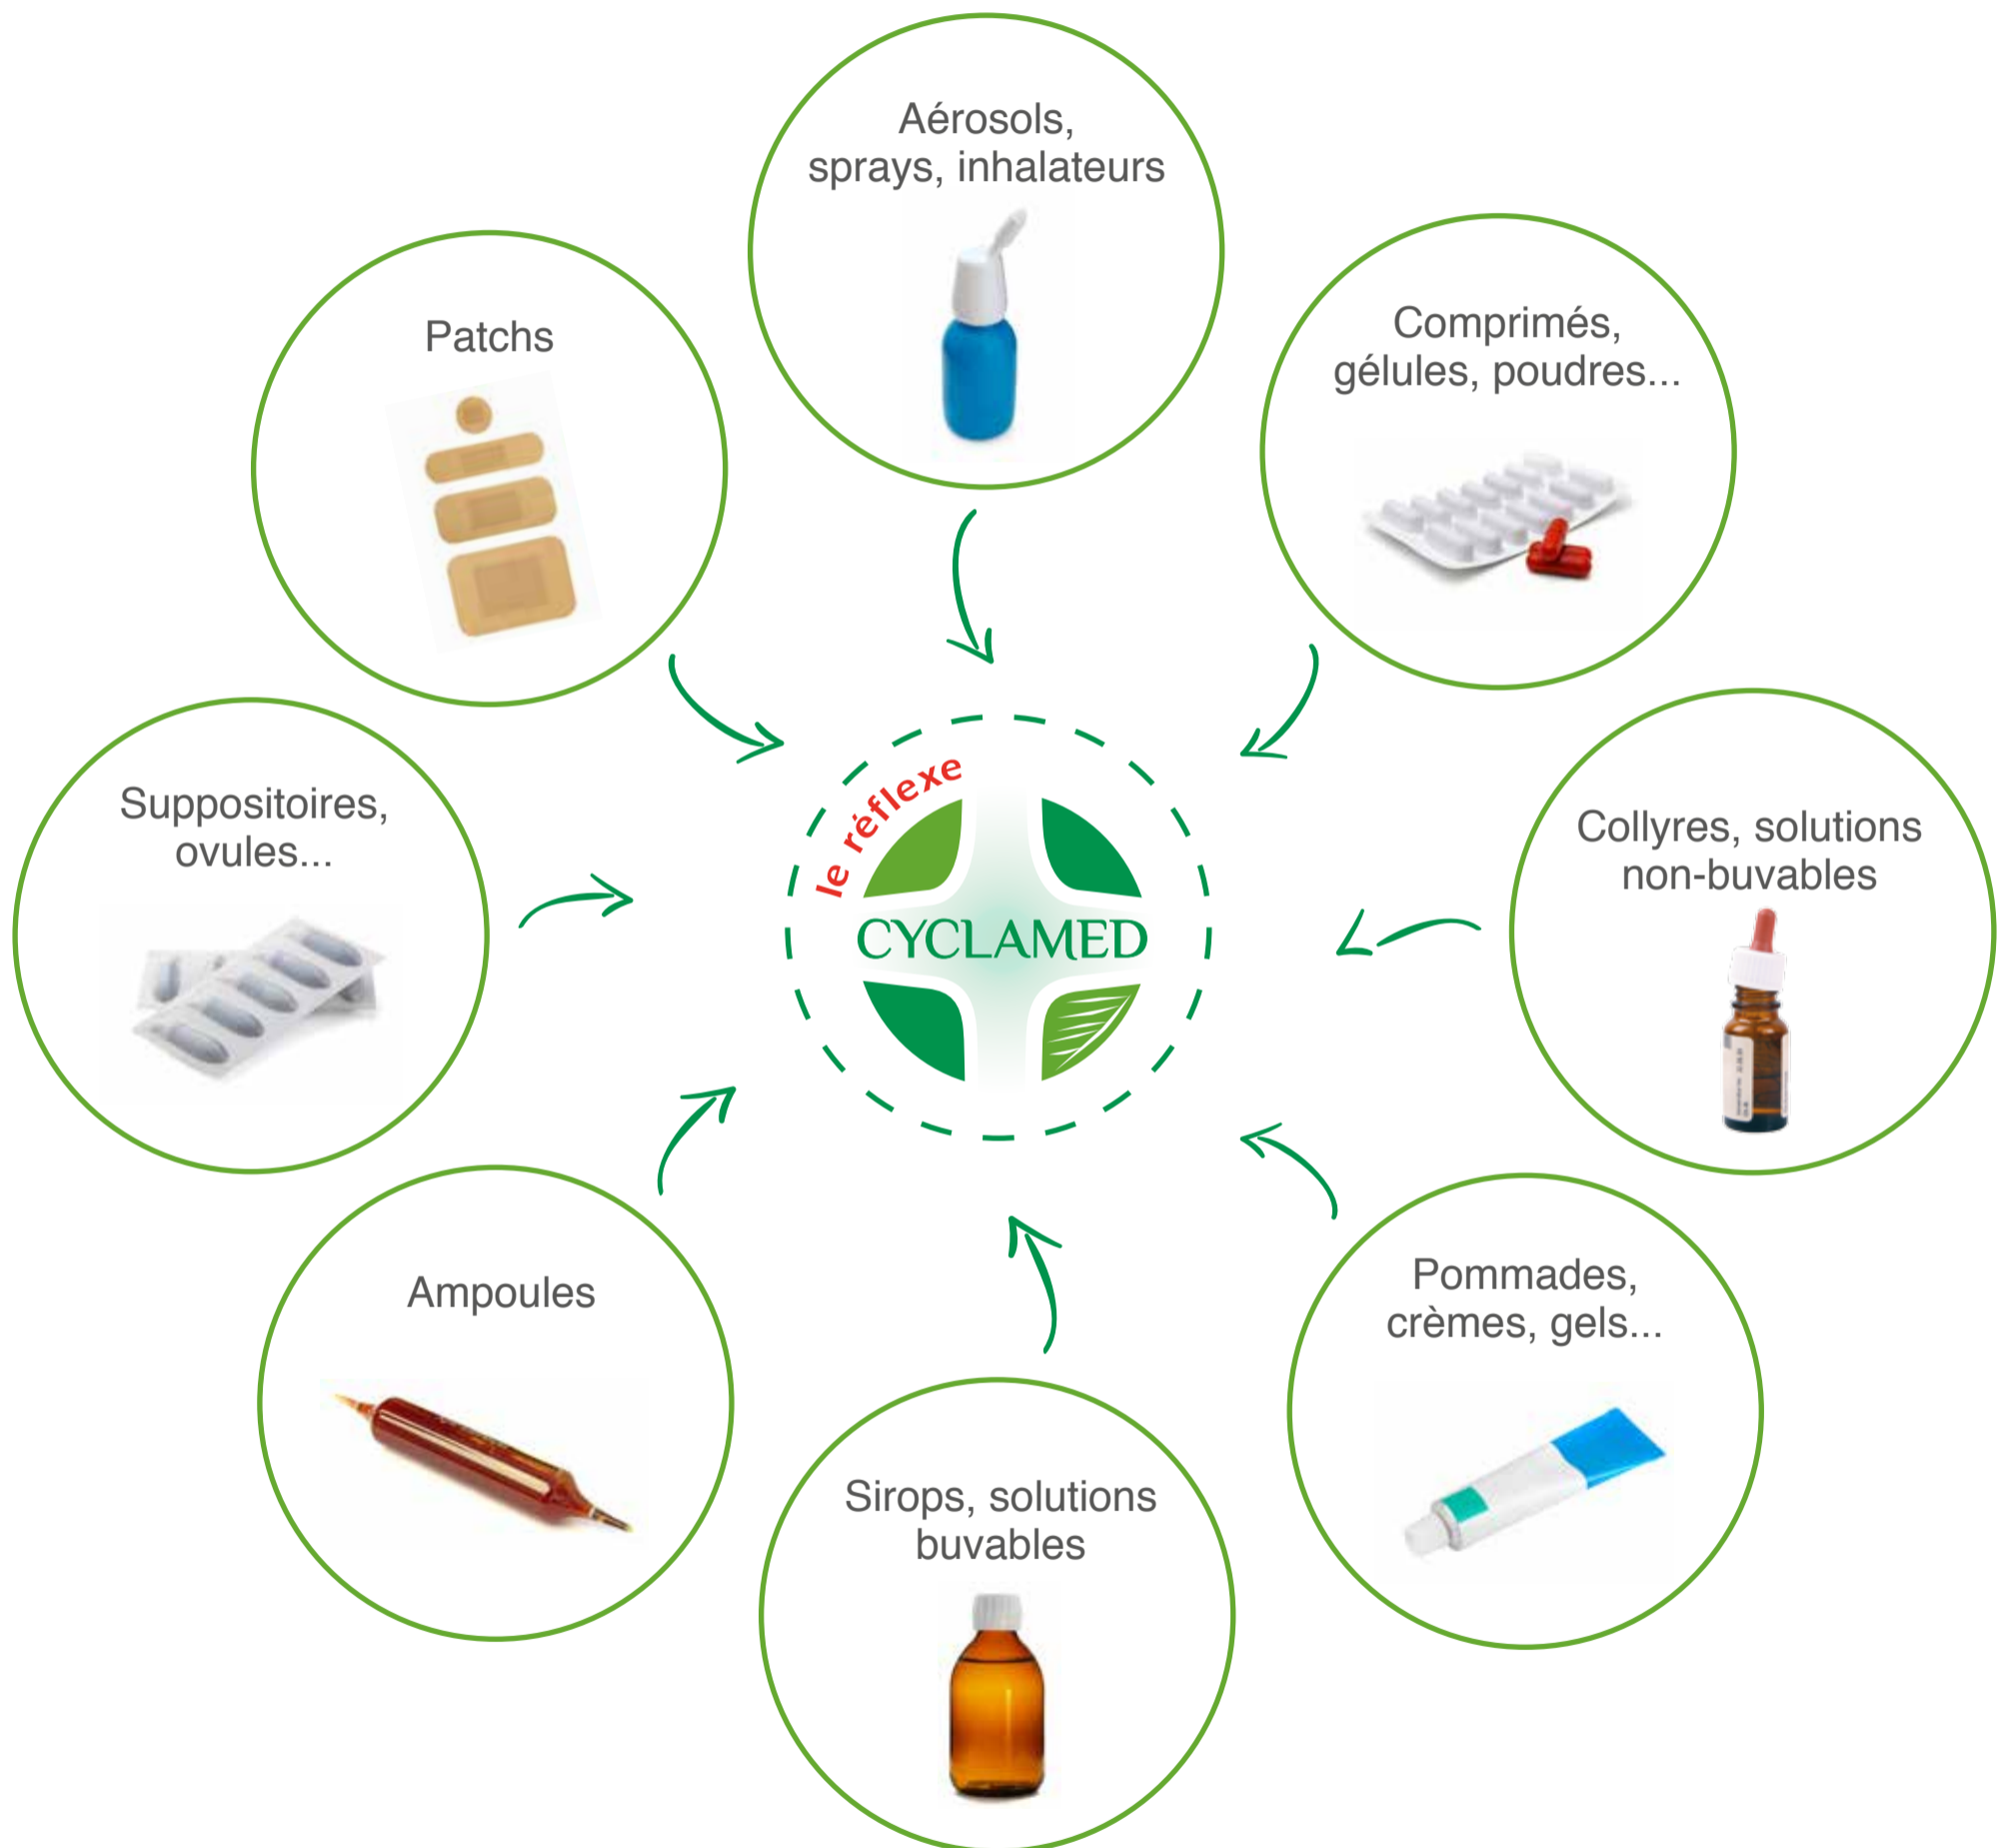 Aérosols,
sprays, inhalateurs
Patchs
Comprimés,
gélules, poudres...
Suppositoires,
ovules...
le réflexe
CYCLAMED
Collyres, solutions
non-buvables
Ampoules
Pommades,
crèmes, gels...
Sirops, solutions
buvables